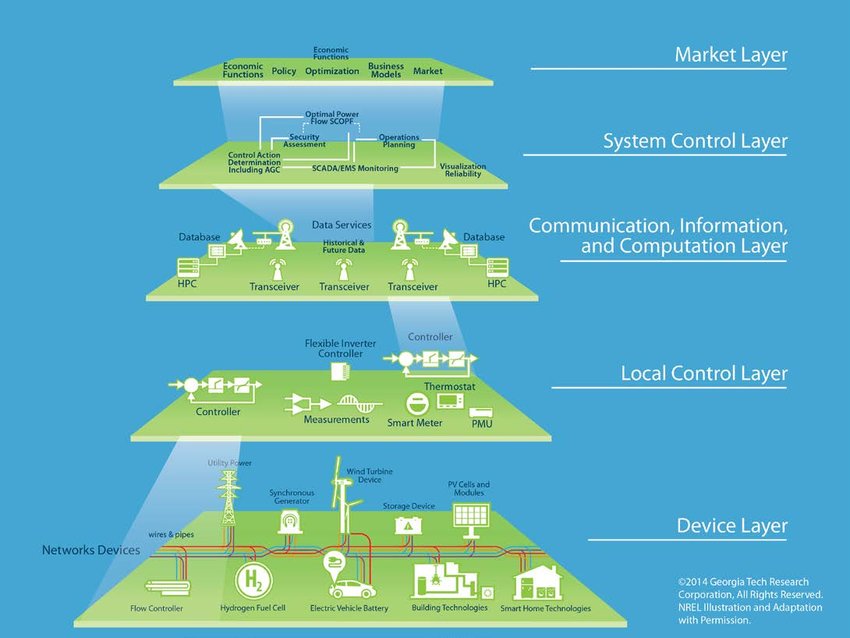 Economic
Functions
Economic
Functions
Policy
Optimization
Business
Models
Market
Market Layer
Optimal Power
Flow SCOPF
Security
Assessment
Operations
Planning
Control Action
Determination
Including AGC
SCADA/EMS Monitoring
Visualization
Reliability
System Control Layer
Data Services
Database
Database
Historical &
Future Data
HPC
Transceiver
Transceiver
Transceiver
HPC
Communication, Information,
and Computation Layer
Flexible Inverter
Controller
Controller
Controller
Thermostat
Measurements
Smart Meter
PMU
Local Control Layer
Utility Power
Synchronous
Generator
Wind Turbine
Device
Storage Device
PV Cells and
Modules
wires & pipes
Networks Devices
H2
Flow Controller
Hydrogen Fuel Cell
Electric Vehicle Battery
Building Technologies
Smart Home Technologies
Device Layer
©2014 Georgia Tech Research
Corporation, All Rights Reserved.
NREL Illustration and Adaptation
with Permission.